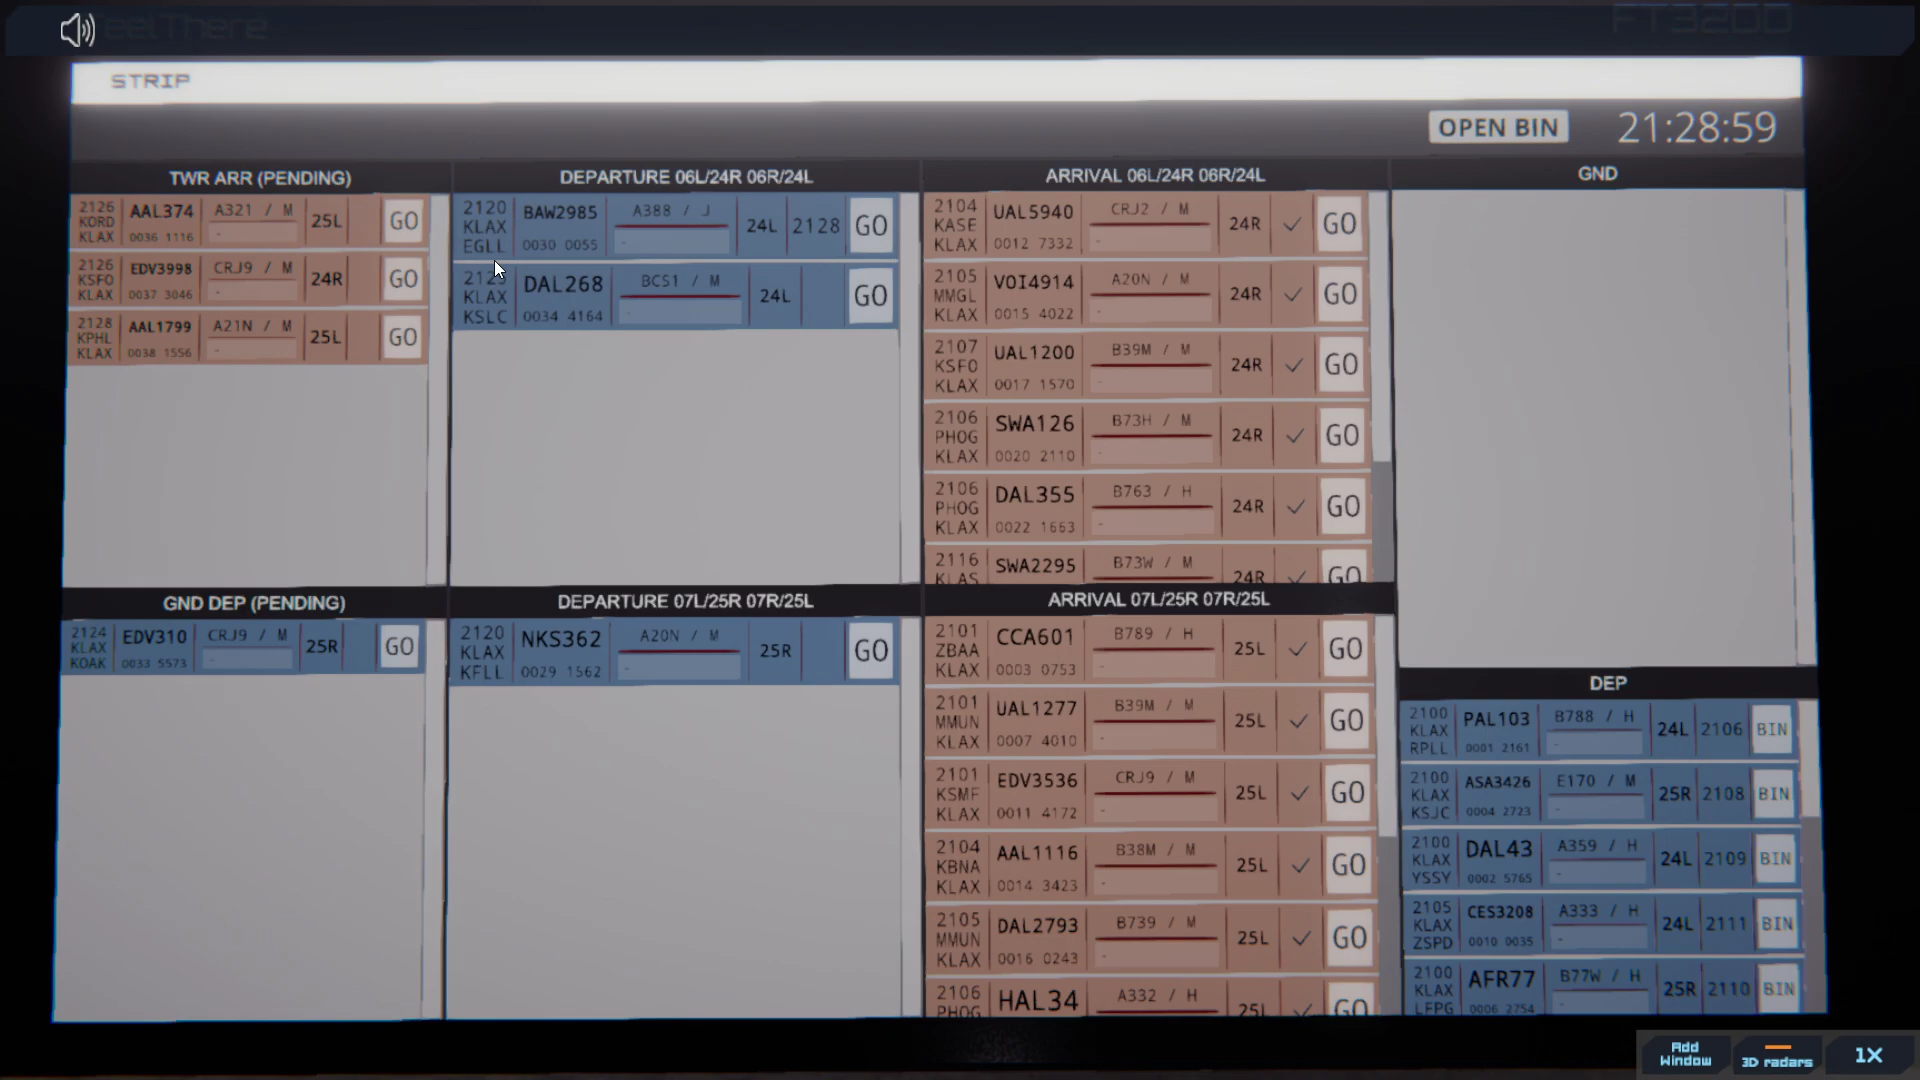 FeelThere
FT3200
STRIP
OPEN BIN 21:28:59
TWR ARR (PENDING)
2126 KORD KLAX AAL374 0036 1116 A321 / M - 25L GO
2126 KSFO KLAX EDV3998 0037 3046 CRJ9 / M - 24R GO
2128 KPHL KLAX AAL1799 0038 1556 A21N / M - 25L GO
DEPARTURE 06L/24R 06R/24L
2120 KLAX EGLL BAW2985 0030 0055 A388 / J - 24L 2128 GO
KLAX KSLC DAL268 0034 4164 BCS1 / M - 24L GO
ARRIVAL 06L/24R 06R/24L
2104 KASE KLAX UAL5940 0012 7332 CRJ2 / M - 24R ✓ GO
2105 MMGL KLAX VOI4914 0015 4022 A20N / M - 24R ✓ GO
2107 KSFO KLAX UAL1200 0017 1570 B39M / M - 24R ✓ GO
2106 PHOG KLAX SWA126 0020 2110 B73H / M - 24R ✓ GO
2106 PHOG KLAX DAL355 0022 1663 B763 / H - 24R ✓ GO
2116 KLAS SWA2295 B73W / M 24R ✓ GO
GND
GND DEP (PENDING)
2124 KLAX KOAK EDV310 0033 5573 CRJ9 / M - 25R GO
DEPARTURE 07L/25R 07R/25L
2120 KLAX KFLL NKS362 0029 1562 A20N / M - 25R GO
ARRIVAL 07L/25R 07R/25L
2101 ZBAA KLAX CCA601 0003 0753 B789 / H - 25L ✓ GO
2101 MMUN KLAX UAL1277 0007 4010 B39M / M - 25L ✓ GO
2101 KSMF KLAX EDV3536 0011 4172 CRJ9 / M - 25L ✓ GO
2104 KBNA KLAX AAL1116 0014 3423 B38M / M - 25L ✓ GO
2105 MMUN KLAX DAL2793 0016 0243 B739 / M - 25L ✓ GO
2106 PHOG HAL34 A332 / H 25L ✓ GO
DEP
2100 KLAX RPLL PAL103 0001 2161 B788 / H - 24L 2106 BIN
2100 KLAX KSJC ASA3426 0004 2723 E170 / M - 25R 2108 BIN
2100 KLAX YSSY DAL43 0002 5765 A359 / H - 24L 2109 BIN
2105 KLAX ZSPD CES3208 0010 0035 A333 / H - 24L 2111 BIN
2100 KLAX LFPG AFR77 0006 2754 B77W / H - 25R 2110 BIN
Add Window
3D radars
1X